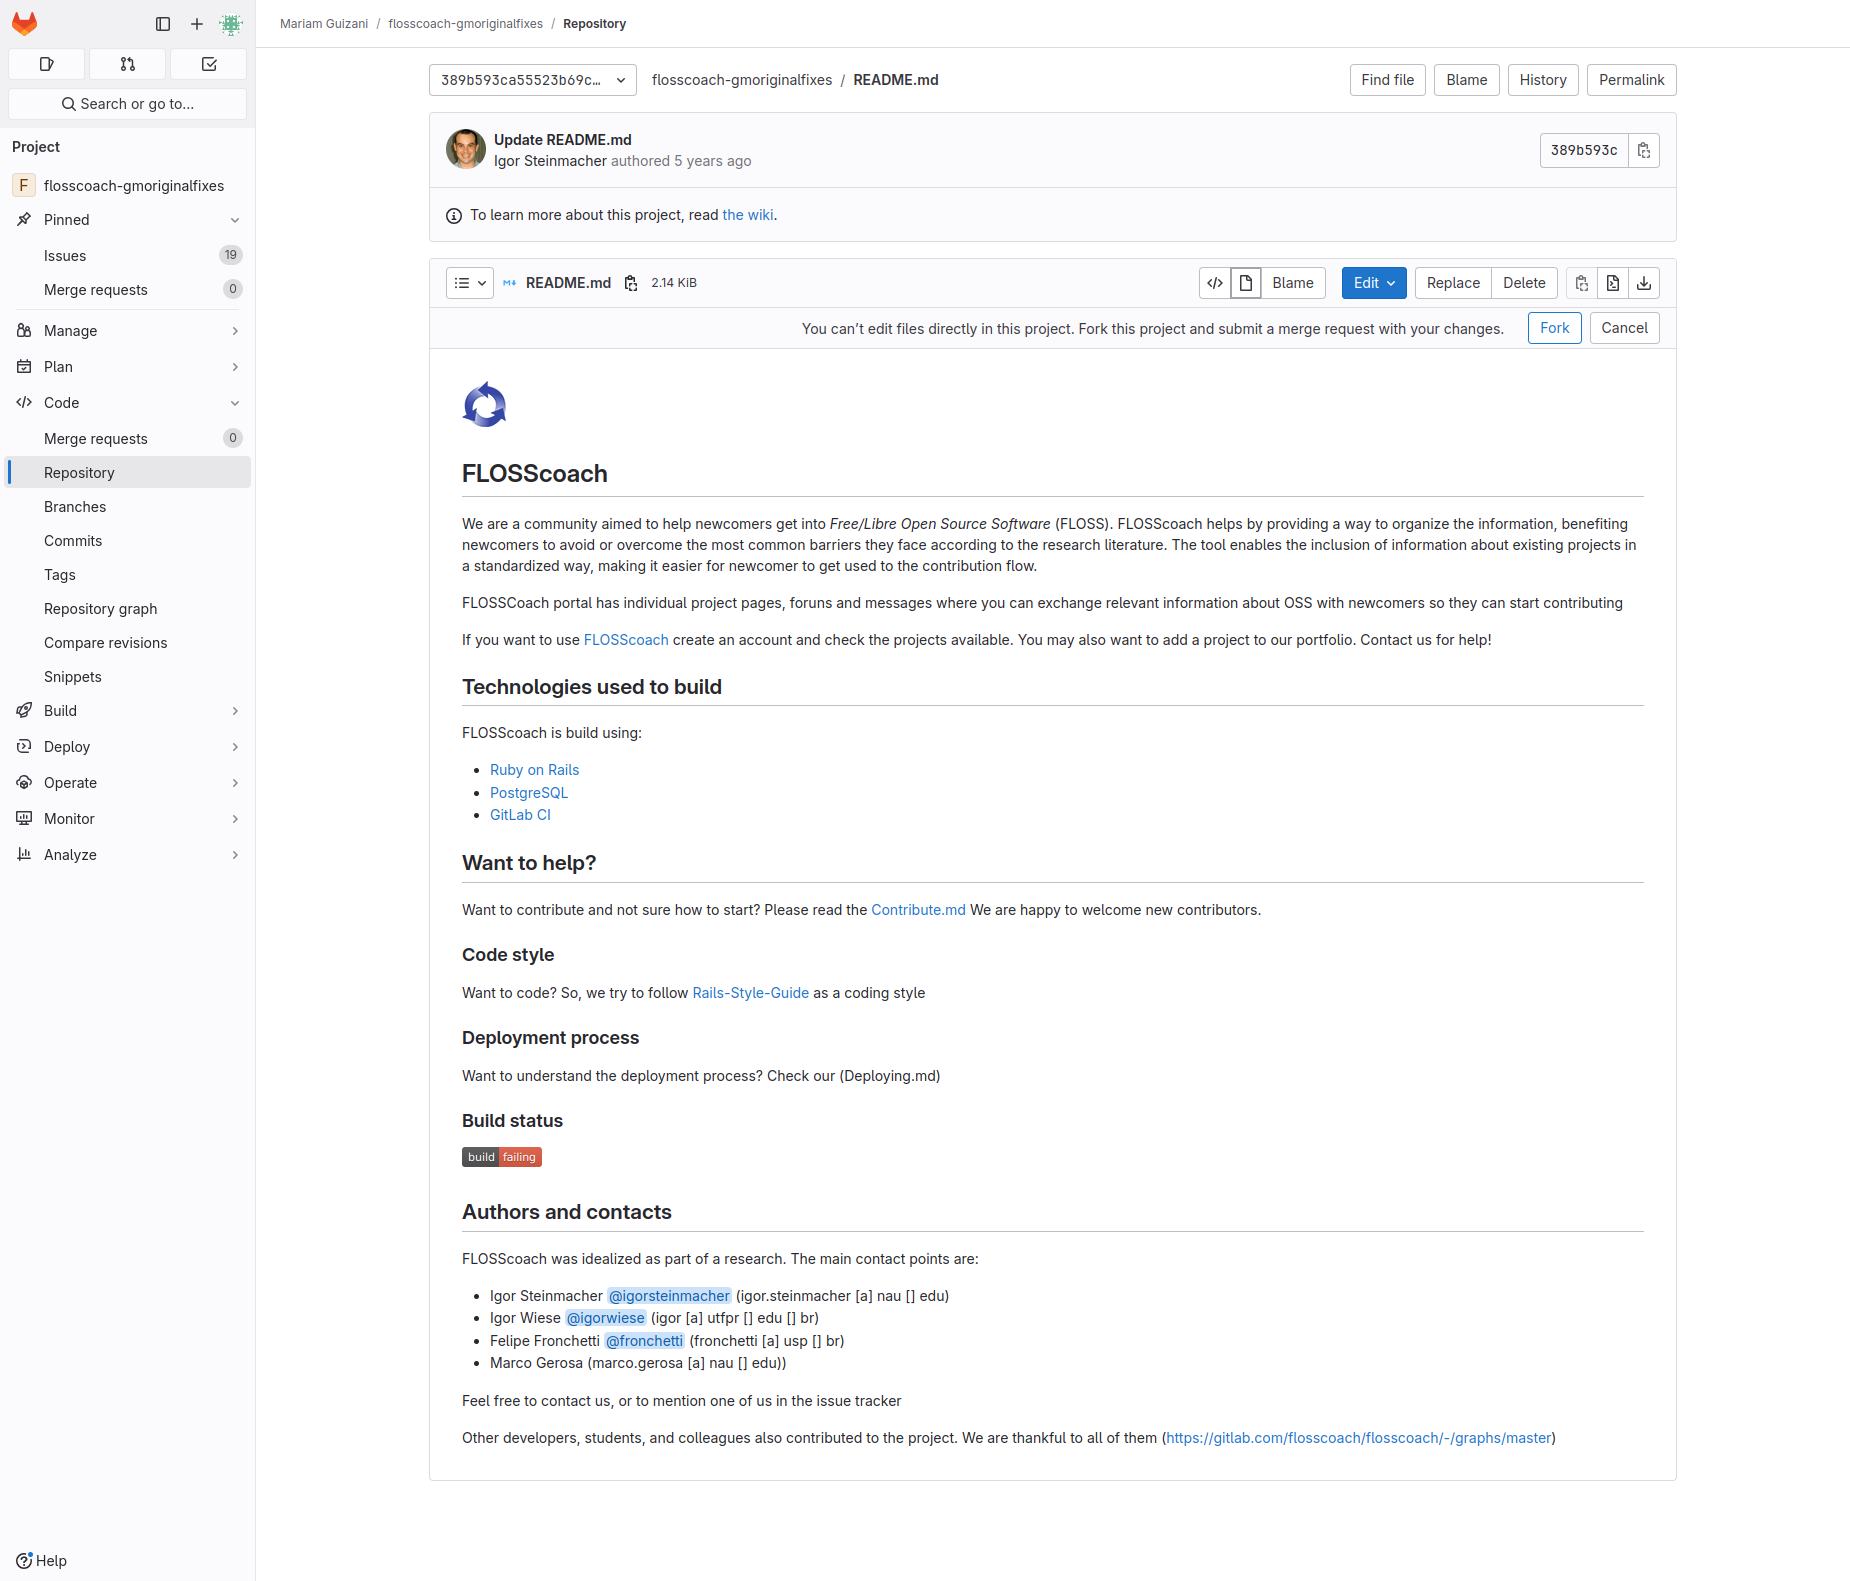 Mariam Guizani / flosscoach-gmoriginalfixes / Repository
Search or go to...
Project
F flosscoach-gmoriginalfixes
Pinned
Issues 19
Merge requests 0
Manage
Plan
Code
Merge requests 0
Repository
Branches
Commits
Tags
Repository graph
Compare revisions
Snippets
Build
Deploy
Operate
Monitor
Analyze
Help
389b593ca55523b69c… flosscoach-gmoriginalfixes / README.md Find file Blame History Permalink
Update README.md
Igor Steinmacher authored 5 years ago
389b593c
To learn more about this project, read the wiki.
README.md 2.14 KiB Blame Edit Replace Delete
You can't edit files directly in this project. Fork this project and submit a merge request with your changes. Fork Cancel
FLOSScoach
We are a community aimed to help newcomers get into Free/Libre Open Source Software (FLOSS). FLOSScoach helps by providing a way to organize the information, benefiting
newcomers to avoid or overcome the most common barriers they face according to the research literature. The tool enables the inclusion of information about existing projects in
a standardized way, making it easier for newcomer to get used to the contribution flow.
FLOSSCoach portal has individual project pages, foruns and messages where you can exchange relevant information about OSS with newcomers so they can start contributing
If you want to use FLOSScoach create an account and check the projects available. You may also want to add a project to our portfolio. Contact us for help!
Technologies used to build
FLOSScoach is build using:
• Ruby on Rails
• PostgreSQL
• GitLab CI
Want to help?
Want to contribute and not sure how to start? Please read the Contribute.md We are happy to welcome new contributors.
Code style
Want to code? So, we try to follow Rails-Style-Guide as a coding style
Deployment process
Want to understand the deployment process? Check our (Deploying.md)
Build status
build failing
Authors and contacts
FLOSScoach was idealized as part of a research. The main contact points are:
• Igor Steinmacher @igorsteinmacher (igor.steinmacher [a] nau [] edu)
• Igor Wiese @igorwiese (igor [a] utfpr [] edu [] br)
• Felipe Fronchetti @fronchetti (fronchetti [a] usp [] br)
• Marco Gerosa (marco.gerosa [a] nau [] edu))
Feel free to contact us, or to mention one of us in the issue tracker
Other developers, students, and colleagues also contributed to the project. We are thankful to all of them (https://gitlab.com/flosscoach/flosscoach/-/graphs/master)